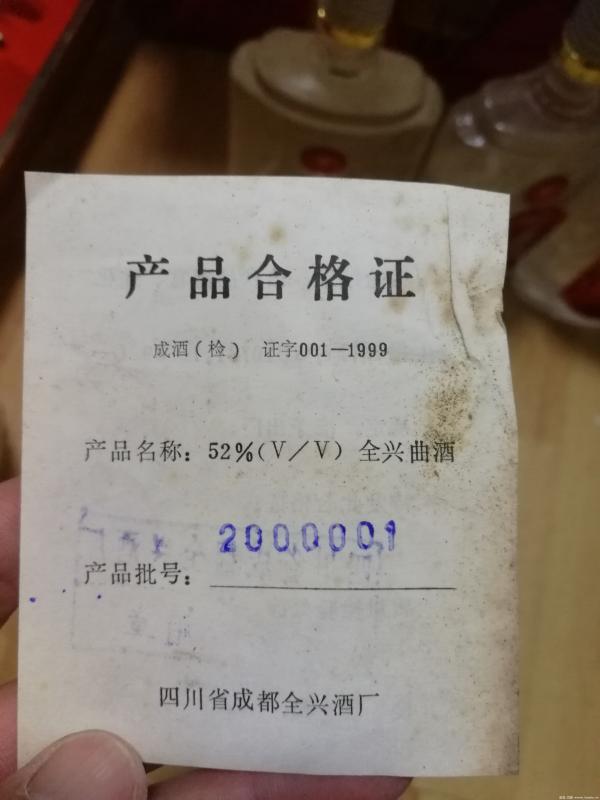 产品合格证
成酒(检) 证字001—1999
产品名称：52%(V/V) 全兴曲酒
2000001
产品批号：
四川省成都全兴酒厂